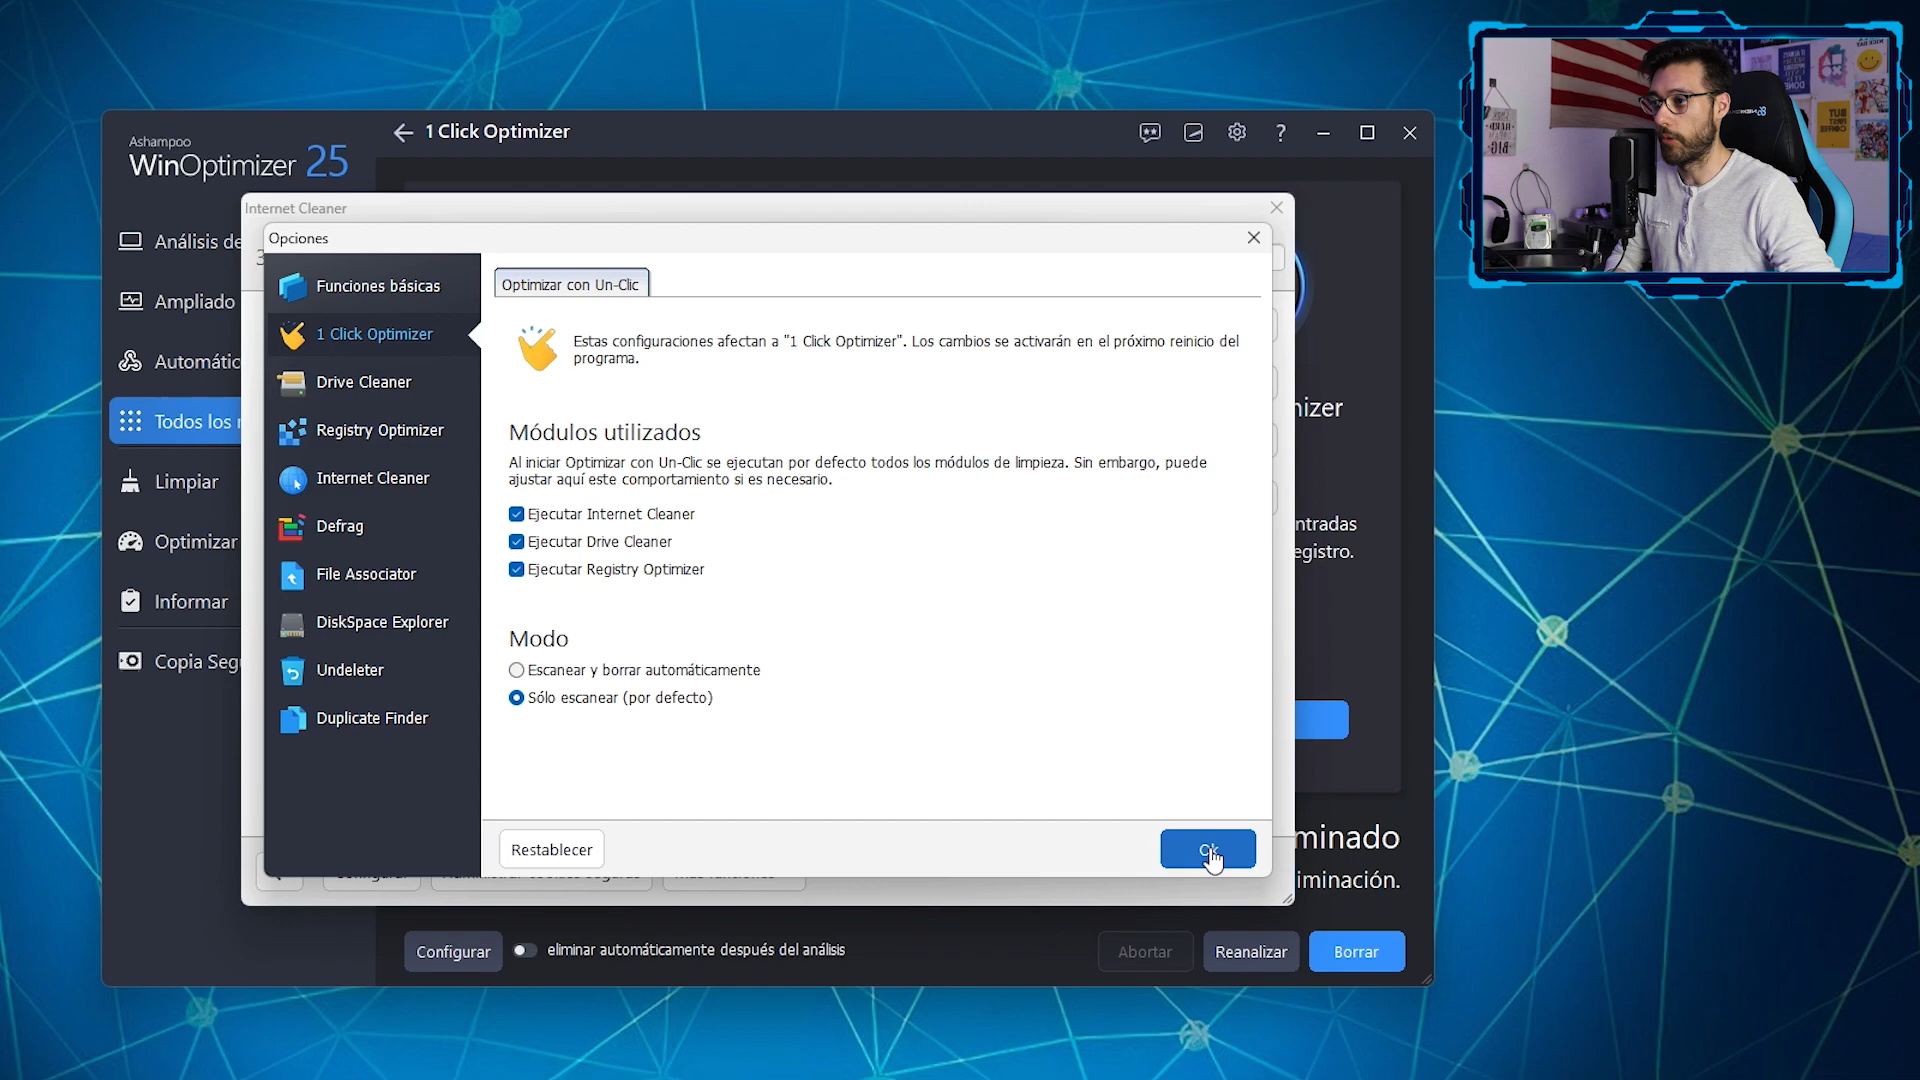 Ashampoo
WinOptimizer 25
1 Click Optimizer
Internet Cleaner
Análisis de
Ampliado
Automátic
Todos los
Limpiar
Optimizar
Informar
Copia Seg
Opciones
Funciones básicas
1 Click Optimizer
Drive Cleaner
Registry Optimizer
Internet Cleaner
Defrag
File Associator
DiskSpace Explorer
Undeleter
Duplicate Finder
Optimizar con Un-Clic
Estas configuraciones afectan a "1 Click Optimizer". Los cambios se activarán en el próximo reinicio del
programa.
Módulos utilizados
Al iniciar Optimizar con Un-Clic se ejecutan por defecto todos los módulos de limpieza. Sin embargo, puede
ajustar aquí este comportamiento si es necesario.
Ejecutar Internet Cleaner
Ejecutar Drive Cleaner
Ejecutar Registry Optimizer
Modo
Escanear y borrar automáticamente
Sólo escanear (por defecto)
Restablecer
Ok
nizer
ntradas
egistro.
minado
iminación.
Configurar
eliminar automáticamente después del análisis
Abortar
Reanalizar
Borrar
BUT
FIRST
COFFEE